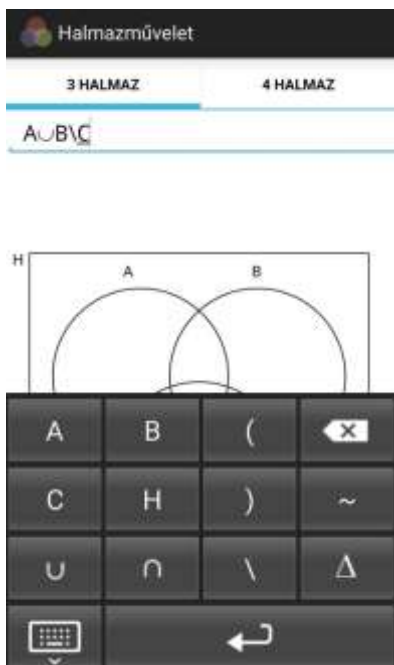 Halmazművelet
3 HALMAZ 4 HALMAZ
A∪B\C
H
A B
A B (
C H ) ~
∪ ∩ \ Δ